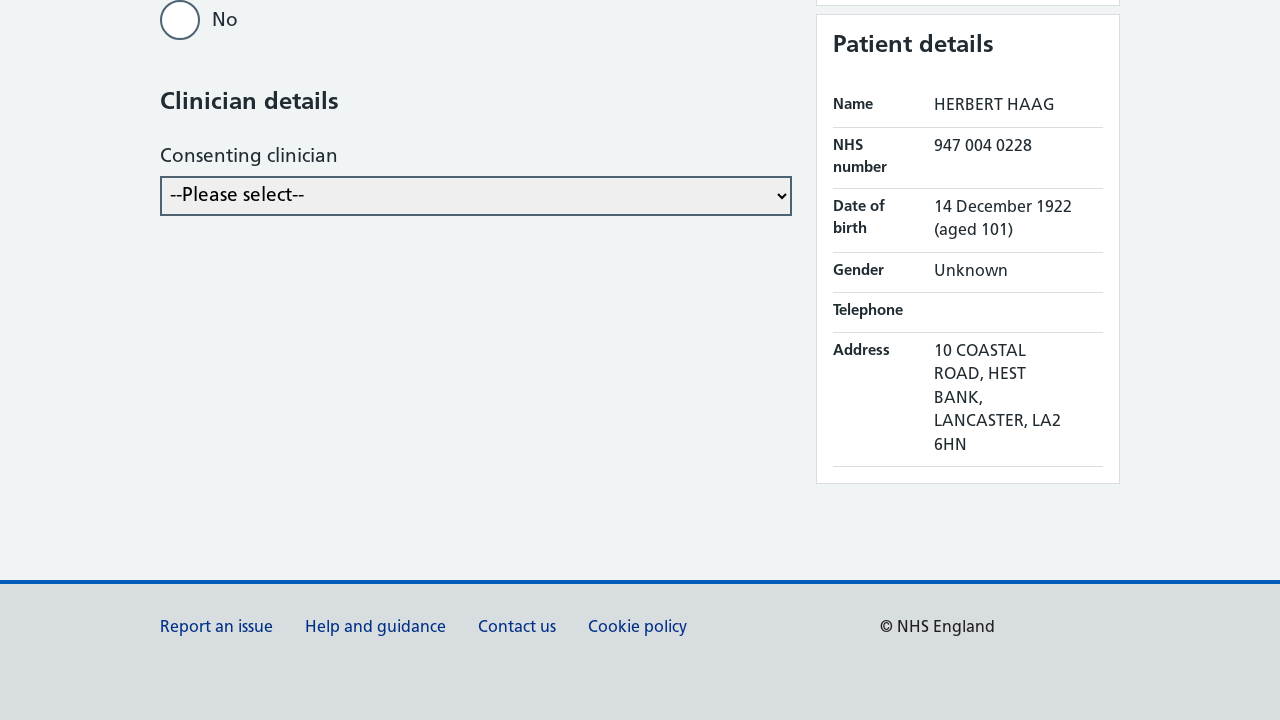 No
Clinician details
Consenting clinician
--Please select--
Patient details
Name HERBERT HAAG
NHS number 947 004 0228
Date of birth 14 December 1922 (aged 101)
Gender Unknown
Telephone
Address 10 COASTAL
ROAD, HEST
BANK,
LANCASTER, LA2
6HN
Report an issue Help and guidance Contact us Cookie policy © NHS England